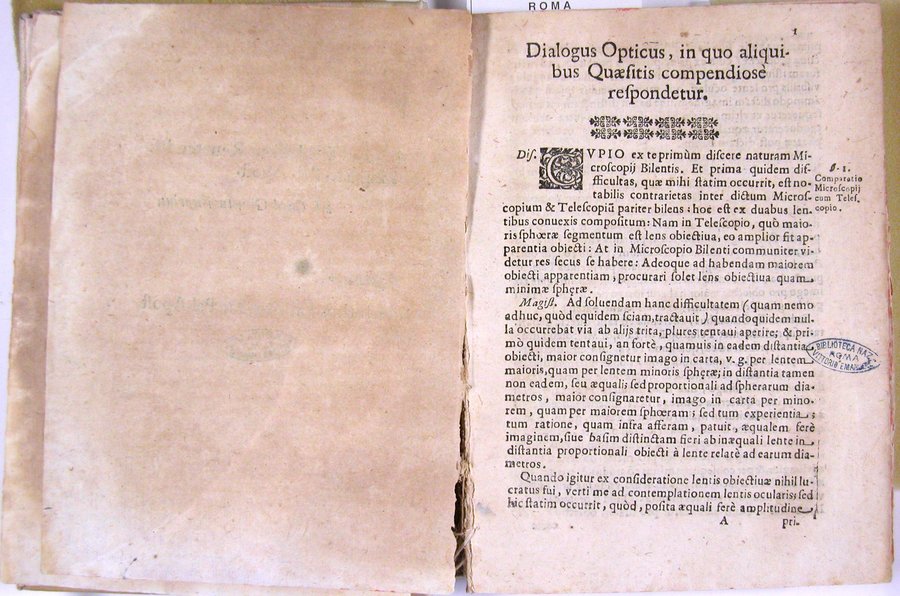 ROMA
1
Dialogus Opticus, in quo aliqui-
bus Quæsitis compendiosè
respondetur.
Dis. CVPIO ex te primùm discere naturam Mi-
croscopij Bilentis. Et prima quidem di-
fficultas, quæ mihi statim occurrit, est no-
tabilis contrarietas inter dictum Micros-
copium & Telescopiũ pariter bilens: hoc est ex duabus len-
tibus conuexis compositum: Nam in Telescopio, quò maio-
ris sphœræ segmentum est lens obiectiua, eo amplior fit ap-
parentia obiecti: At in Microscopio Bilenti communiter vi-
detur res secus se habere: Adeoque ad habendam maiorem
obiecti apparentiam, procurari solet lens obiectiua quam
minimæ sphęræ.
§. 1.
Comparatio
Microscopij
cum Teles.
copio.
Magist. Ad soluendam hanc difficultatem (quam nemo
adhuc, quòd equidem sciam, tractauit) quandoquidem nul-
la occurrebat via ab alijs trita, plures tentaui aperire; & pri-
mò quidem tentaui, an fortè, quamuis in eadem distantia
obiecti, maior consignetur imago in carta, v. g. per lentem
maioris, quam per lentem minoris spheræ; in distantia tamen
non eadem, seu æquali; sed proportionali ad spherarum dia-
metros, maior consignaretur, imago in carta per mino-
rem, quam per maiorem sphœram; sed tum experientia;
tum ratione, quam infra afferam, patuit, æqualem ferè
imaginem, siue basim distinctam fieri ab inæquali lente in
distantia proportionali obiecti à lente relatè ad earum dia-
metros.
Quando igitur ex consideratione lentis obiectiuæ nihil lu-
cratus fui, verti me ad contemplationem lentis ocularis; sed
hic statim occurrit, quòd, posita æquali ferè amplitudine
A
pri-
BIBLIOTECA NAZ.
ROMA
VITTORIO EMANUELE